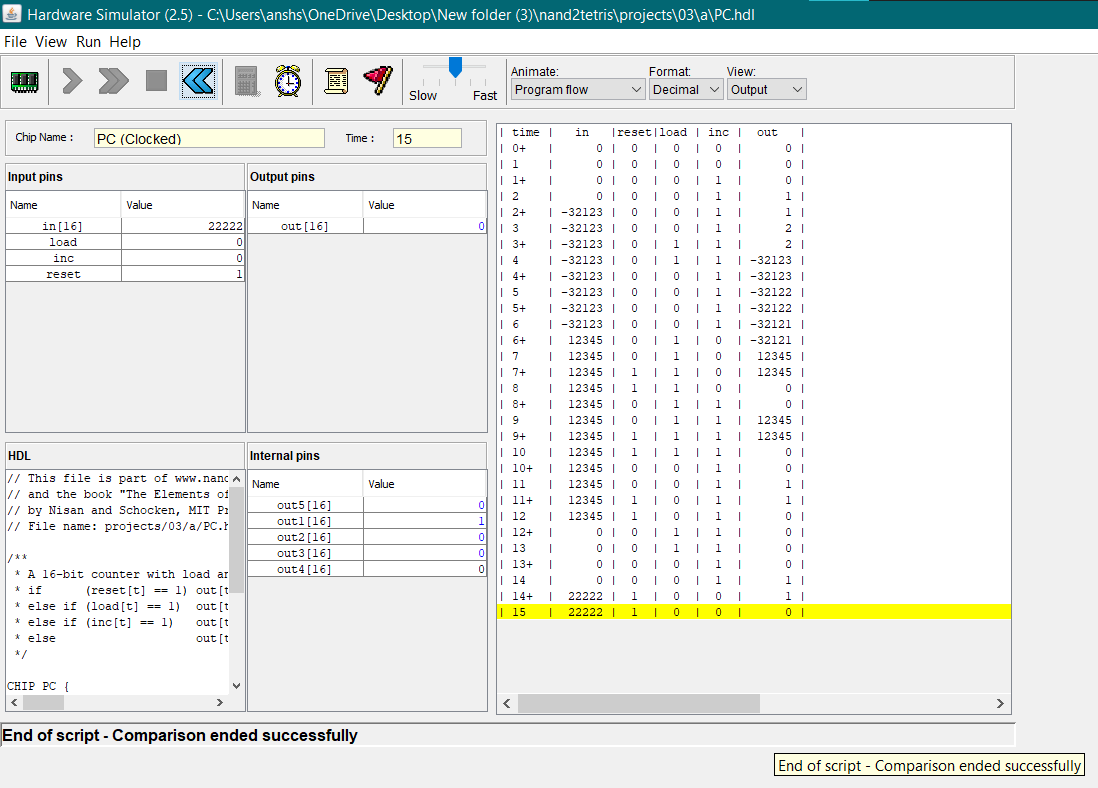 Hardware Simulator (2.5) - C:\Users\anshs\OneDrive\Desktop\New folder (3)\nand2tetris\projects\03\a\PC.hdl
File View Run Help
Slow Fast
Animate: Format: View:
Program flow Decimal Output
Chip Name : PC (Clocked) Time : 15
Input pins
Name Value
in[16] 22222
load 0
inc 0
reset 1
Output pins
Name Value
out[16] 0
HDL
// This file is part of www.nand
// and the book "The Elements of
// by Nisan and Schocken, MIT Pr
// File name: projects/03/a/PC.h
/**
* A 16-bit counter with load an
* if (reset[t] == 1) out[t
* else if (load[t] == 1) out[t
* else if (inc[t] == 1) out[t
* else out[t
*/
CHIP PC {
Internal pins
Name Value
out5[16] 0
out1[16] 1
out2[16] 0
out3[16] 0
out4[16] 0
| time | in |reset|load | inc | out |
| 0+ | 0 | 0 | 0 | 0 | 0 |
| 1 | 0 | 0 | 0 | 0 | 0 |
| 1+ | 0 | 0 | 0 | 1 | 0 |
| 2 | 0 | 0 | 0 | 1 | 1 |
| 2+ | -32123 | 0 | 0 | 1 | 1 |
| 3 | -32123 | 0 | 0 | 1 | 2 |
| 3+ | -32123 | 0 | 1 | 1 | 2 |
| 4 | -32123 | 0 | 1 | 1 | -32123 |
| 4+ | -32123 | 0 | 0 | 1 | -32123 |
| 5 | -32123 | 0 | 0 | 1 | -32122 |
| 5+ | -32123 | 0 | 0 | 1 | -32122 |
| 6 | -32123 | 0 | 0 | 1 | -32121 |
| 6+ | 12345 | 0 | 1 | 0 | -32121 |
| 7 | 12345 | 0 | 1 | 0 | 12345 |
| 7+ | 12345 | 1 | 1 | 0 | 12345 |
| 8 | 12345 | 1 | 1 | 0 | 0 |
| 8+ | 12345 | 0 | 1 | 1 | 0 |
| 9 | 12345 | 0 | 1 | 1 | 12345 |
| 9+ | 12345 | 1 | 1 | 1 | 12345 |
| 10 | 12345 | 1 | 1 | 1 | 0 |
| 10+ | 12345 | 0 | 0 | 1 | 0 |
| 11 | 12345 | 0 | 0 | 1 | 1 |
| 11+ | 12345 | 1 | 0 | 1 | 1 |
| 12 | 12345 | 1 | 0 | 1 | 0 |
| 12+ | 0 | 0 | 1 | 1 | 0 |
| 13 | 0 | 0 | 1 | 1 | 0 |
| 13+ | 0 | 0 | 0 | 1 | 0 |
| 14 | 0 | 0 | 0 | 1 | 1 |
| 14+ | 22222 | 1 | 0 | 0 | 1 |
| 15 | 22222 | 1 | 0 | 0 | 0 |
End of script - Comparison ended successfully
End of script - Comparison ended successfully